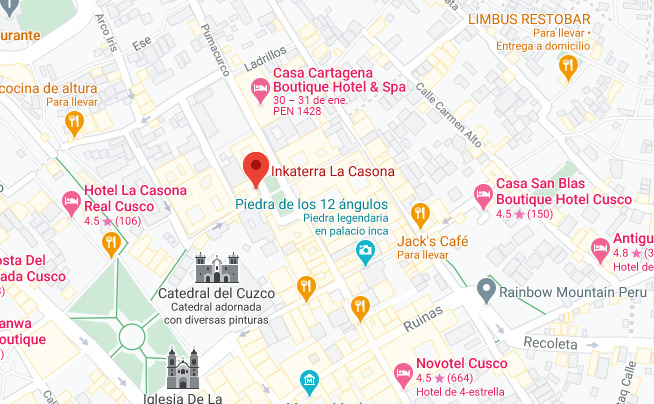 LIMBUS RESTOBAR
Para llevar •
Entrega a domicilio
urante
Arco Iris
Ese
Pumacurco
Ladrillos
Casa Cartagena
Boutique Hotel & Spa
30 – 31 de ene.
PEN 1428
cocina de altura
Para llevar
Calle Carmen Alto
Inkaterra La Casona
Hotel La Casona
Real Cusco
4.5 ★ (106)
Piedra de los 12 ángulos
Piedra legendaria
en palacio inca
Casa San Blas
Boutique Hotel Cusco
4.5 ★ (150)
Jack's Café
Para llevar
Antigu
4.8 ★ (3
Hotel de
osta Del
ada Cusco
Catedral del Cuzco
Catedral adornada
con diversas pinturas
Rainbow Mountain Peru
Ruinas
Recoleta
anwa
outique
Novotel Cusco
4.5 ★ (664)
Hotel de 4-estrella
Iglesia De La
aq Calle